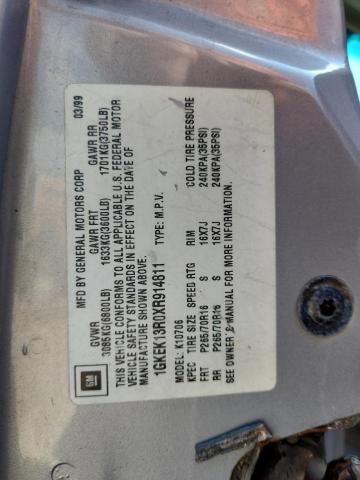 MFD BY GENERAL MOTORS CORP 03/99
GVWR GAWR FRT GAWR RR
3085KG(6800LB) 1633KG(3600LB) 1701KG(3750LB)
THIS VEHICLE CONFORMS TO ALL APPLICABLE U.S. FEDERAL MOTOR
VEHICLE SAFETY STANDARDS IN EFFECT ON THE DATE OF
MANUFACTURE SHOWN ABOVE.
1GKEK13R0XR914811 TYPE: M.P.V.
MODEL: K10706
KPEC TIRE SIZE SPEED RTG RIM COLD TIRE PRESSURE
FRT P265/70R16 S 16X7J 240KPA(35PSI)
RR P265/70R16 S 16X7J 240KPA(35PSI)
SEE OWNER'S MANUAL FOR MORE INFORMATION.
GM